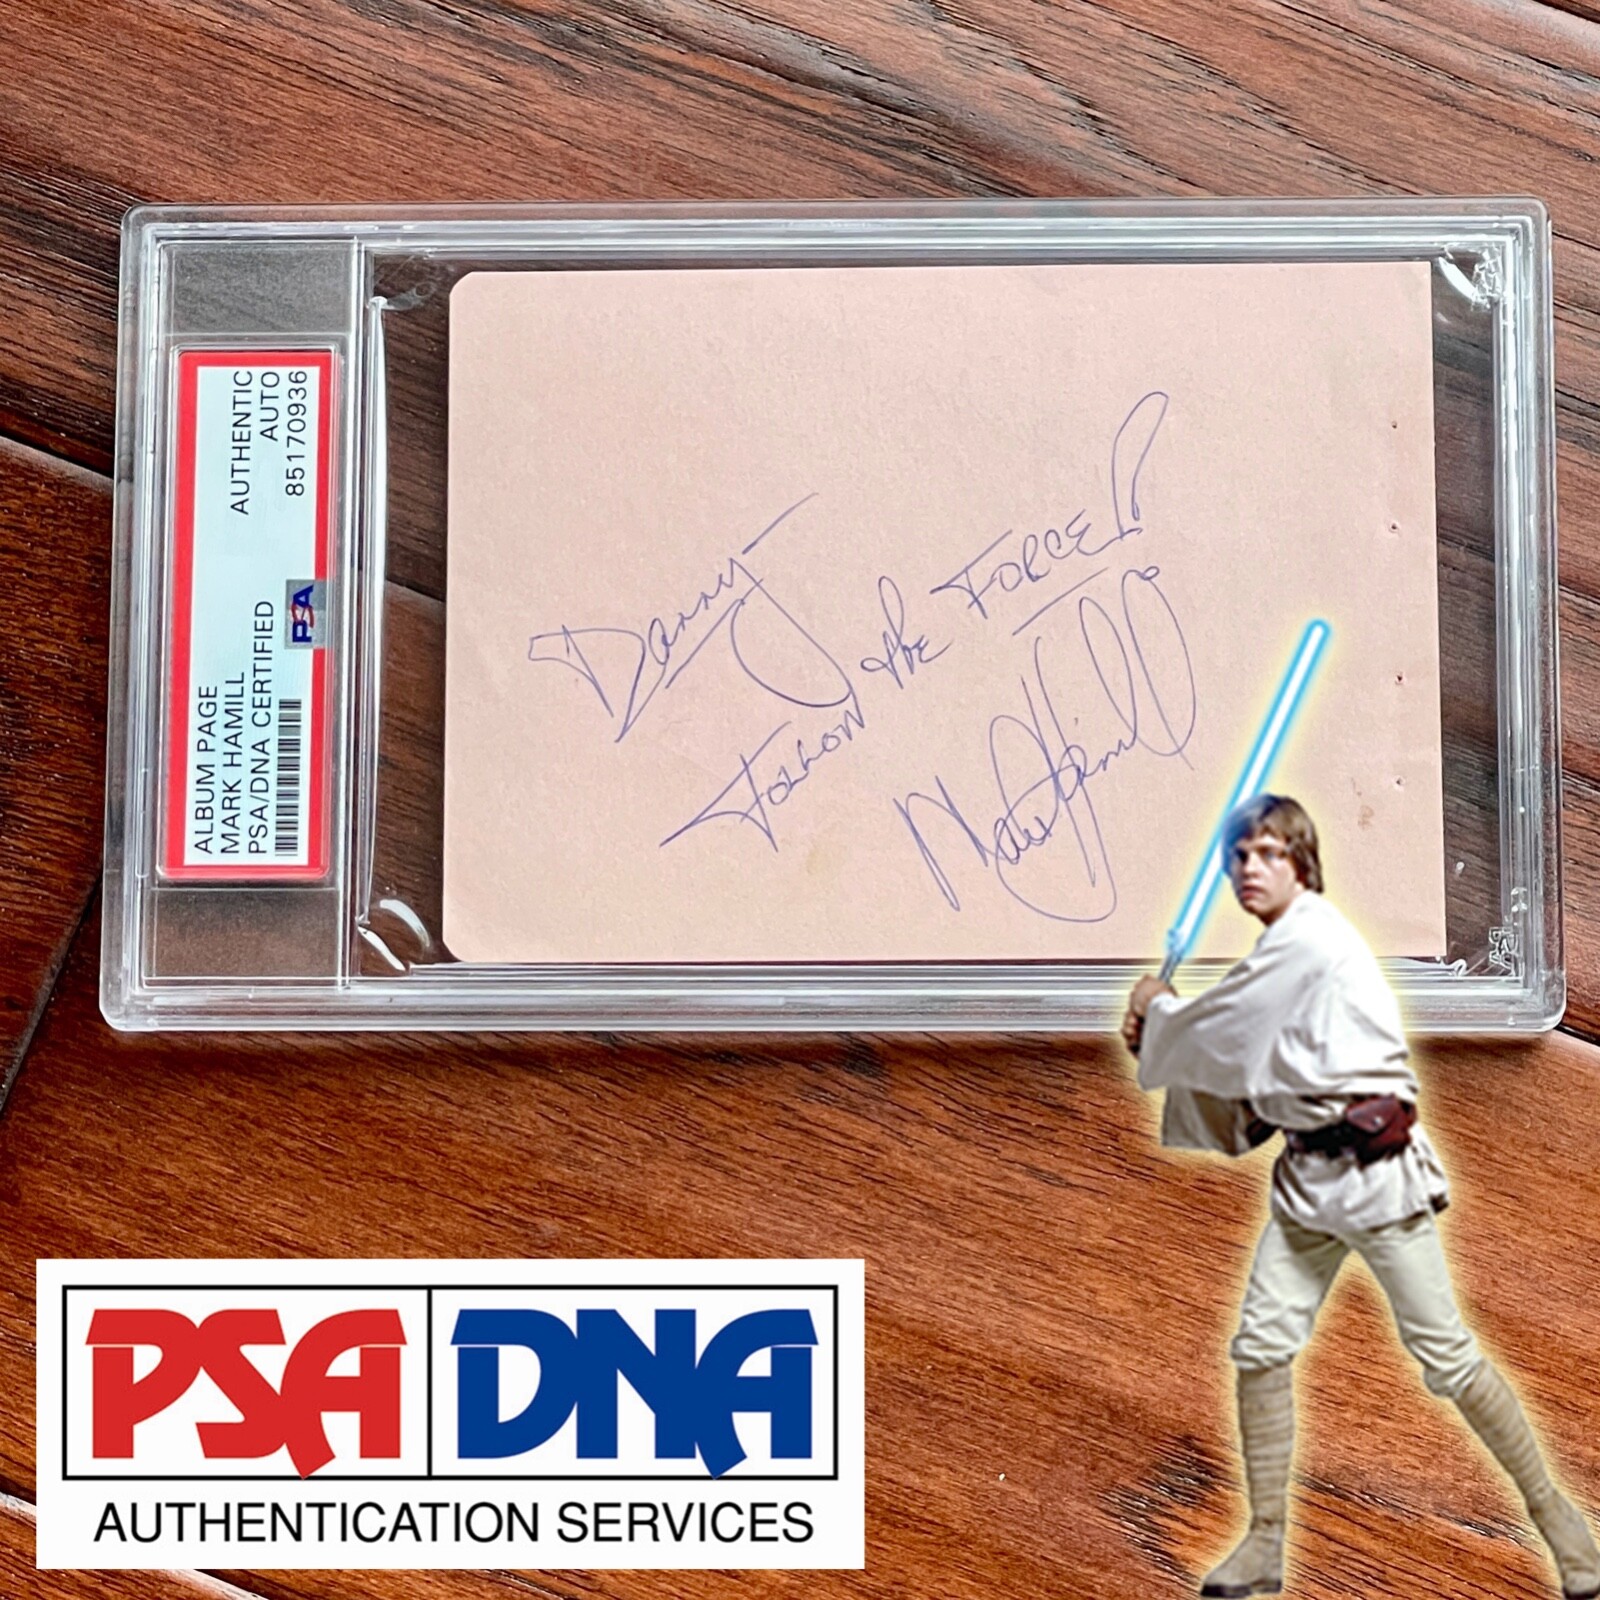 ALBUM PAGE
MARK HAMILL
PSA/DNA CERTIFIED
AUTHENTIC
AUTO
85170936
PSA
Danny -
FOLLOW the FORCE!
Mark Hamill
PSA DNA
AUTHENTICATION SERVICES